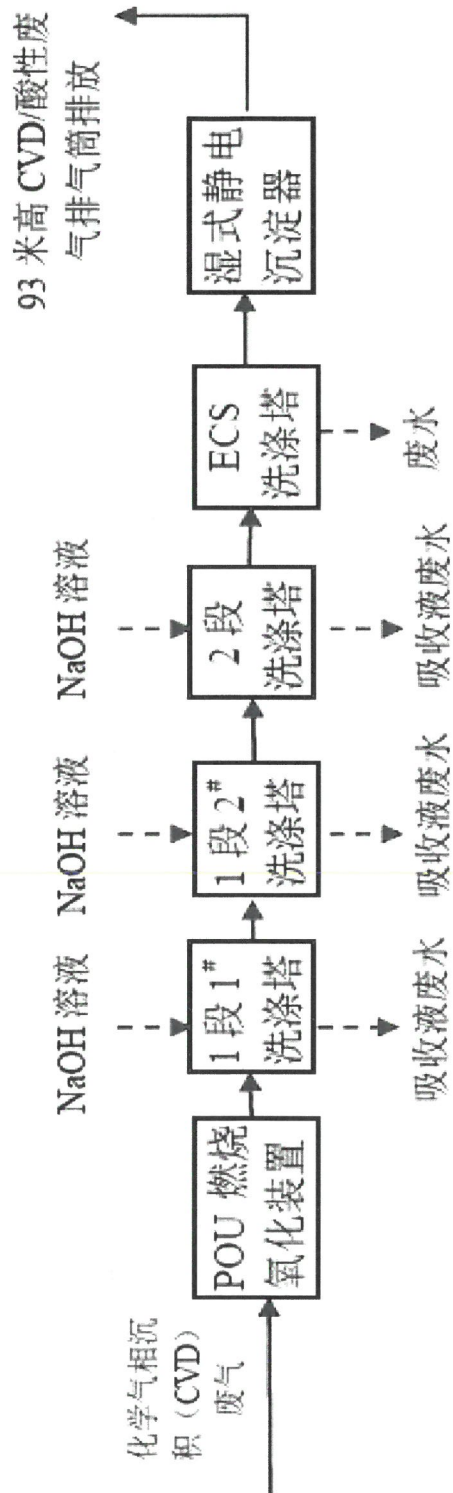 化学气相沉
积（CVD）
废气
POU 燃烧
氧化装置
NaOH 溶液
1 段 1#
洗涤塔
吸收液废水
NaOH 溶液
1 段 2#
洗涤塔
吸收液废水
NaOH 溶液
2 段
洗涤塔
吸收液废水
ECS
洗涤塔
废水
湿式静电
沉淀器
93 米高 CVD/酸性废
气排气筒排放